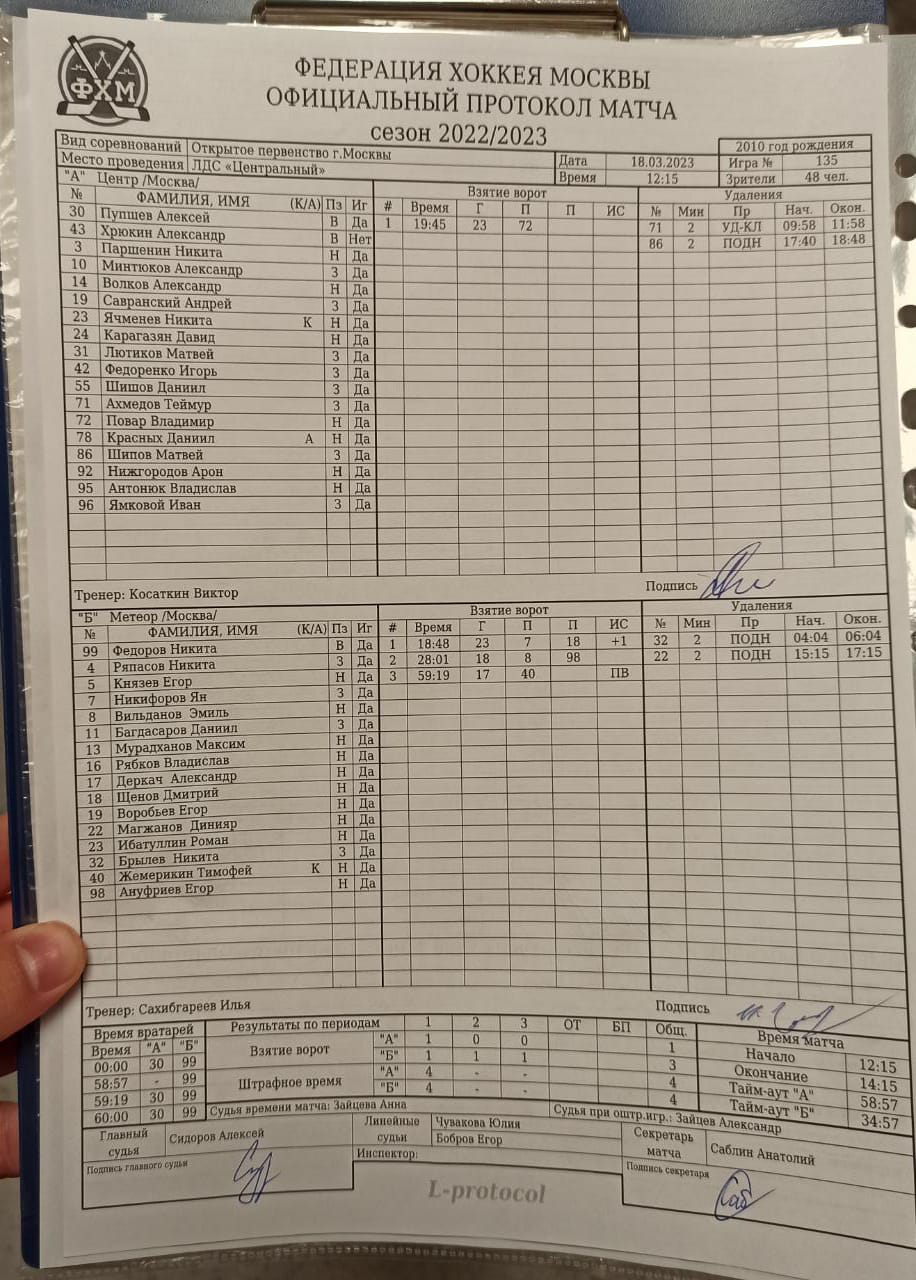 ФХМ
ФЕДЕРАЦИЯ ХОККЕЯ МОСКВЫ
ОФИЦИАЛЬНЫЙ ПРОТОКОЛ МАТЧА
сезон 2022/2023
Вид соревнований Открытое первенство г.Москвы 2010 год рождения
Место проведения ЛДС «Центральный» Дата 18.03.2023 Игра № 135
Время 12:15 Зрители 48 чел.
"А" Центр /Москва/ Взятие ворот Удаления
№ ФАМИЛИЯ, ИМЯ (К/А) Пз Иг # Время Г П П ИС № Мин Пр Нач. Окон.
30 Пупшев Алексей В Да 1 19:45 23 72 71 2 УД-КЛ 09:58 11:58
43 Хрюкин Александр В Нет 86 2 ПОДН 17:40 18:48
3 Паршенин Никита Н Да
10 Минтюков Александр З Да
14 Волков Александр Н Да
19 Савранский Андрей З Да
23 Ячменев Никита К Н Да
24 Карагазян Давид Н Да
31 Лютиков Матвей З Да
42 Федоренко Игорь З Да
55 Шишов Даниил З Да
71 Ахмедов Теймур З Да
72 Повар Владимир Н Да
78 Красных Даниил А Н Да
86 Шипов Матвей З Да
92 Нижгородов Арон Н Да
95 Антонюк Владислав Н Да
96 Ямковой Иван З Да
Тренер: Косаткин Виктор Подпись
"Б" Метеор /Москва/ Взятие ворот Удаления
№ ФАМИЛИЯ, ИМЯ (К/А) Пз Иг # Время Г П П ИС № Мин Пр Нач. Окон.
99 Федоров Никита В Да 1 18:48 23 7 18 +1 32 2 ПОДН 04:04 06:04
4 Ряпасов Никита З Да 2 28:01 18 8 98 22 2 ПОДН 15:15 17:15
5 Князев Егор Н Да 3 59:19 17 40 ПВ
7 Никифоров Ян З Да
8 Вильданов Эмиль Н Да
11 Багдасаров Даниил З Да
13 Мурадханов Максим Н Да
16 Рябков Владислав Н Да
17 Деркач Александр Н Да
18 Щенов Дмитрий Н Да
19 Воробьев Егор Н Да
22 Магжанов Динияр Н Да
23 Ибатуллин Роман Н Да
32 Брылев Никита З Да
40 Жемерикин Тимофей К Н Да
98 Ануфриев Егор Н Да
Тренер: Сахибгареев Илья Подпись
Время вратарей Результаты по периодам 1 2 3 ОТ БП Общ. Время матча
Время "А" "Б" Взятие ворот "А" 1 0 0 1 Начало 12:15
00:00 30 99 "Б" 1 1 1 3 Окончание 14:15
58:57 - 99 Штрафное время "А" 4 - - 4 Тайм-аут "А" 58:57
59:19 30 99 "Б" 4 - - 4 Тайм-аут "Б" 34:57
60:00 30 99 Судья времени матча: Зайцева Анна Судья при оштр.игр.: Зайцев Александр
Главный судья Сидоров Алексей Линейные судьи Чувакова Юлия Бобров Егор Секретарь матча Саблин Анатолий
Инспектор:
Подпись главного судьи Подпись секретаря
L-protocol